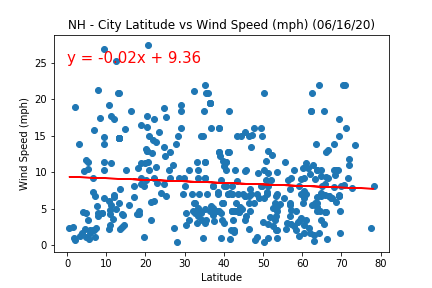 NH - City Latitude vs Wind Speed (mph) (06/16/20)
y = -0.02x + 9.36
Wind Speed (mph)
25
20
15
10
5
0
0 10 20 30 40 50 60 70 80
Latitude